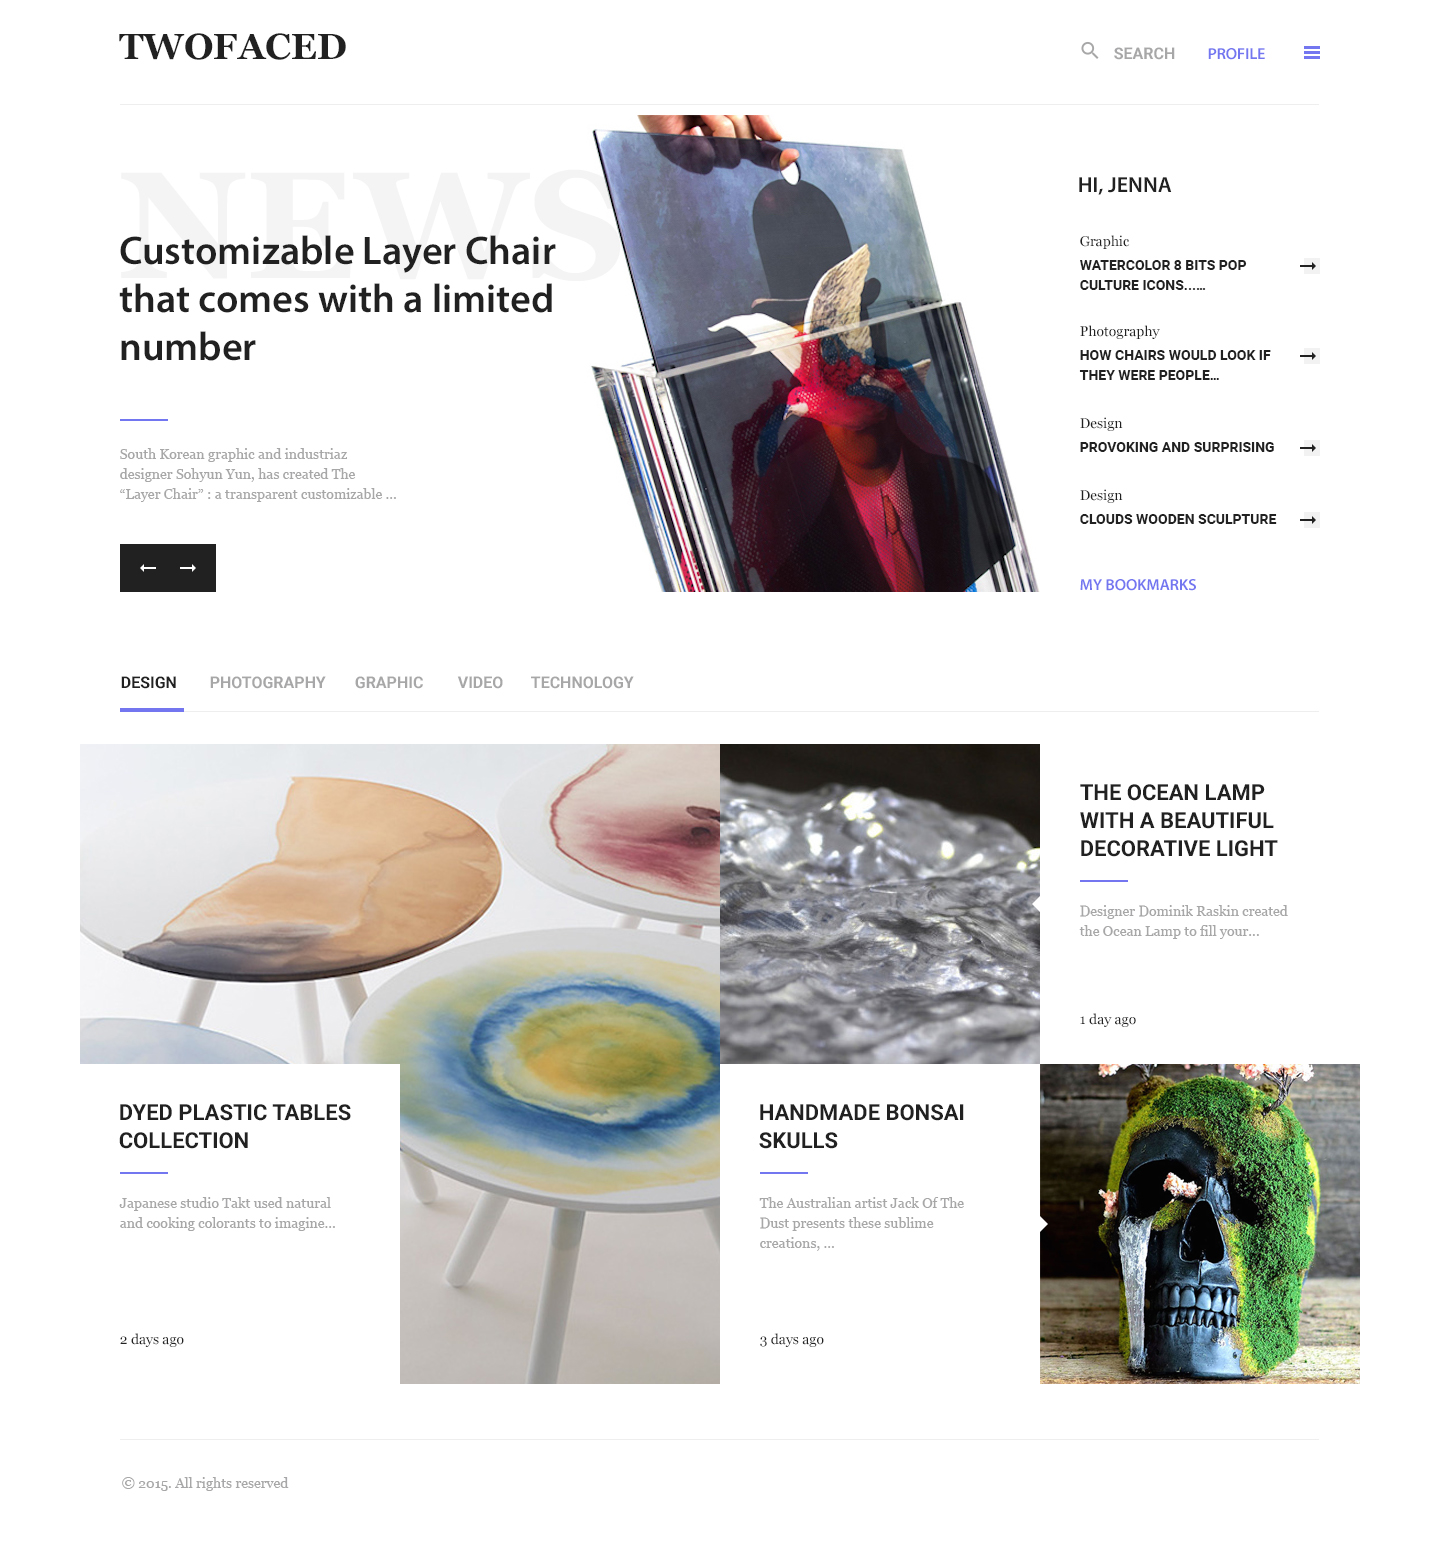 TWOFACED
SEARCH
PROFILE
NEWS
Customizable Layer Chair
that comes with a limited
number
South Korean graphic and industriaz
designer Sohyun Yun, has created The
“Layer Chair” : a transparent customizable ...
HI, JENNA
Graphic
WATERCOLOR 8 BITS POP
CULTURE ICONS......
Photography
HOW CHAIRS WOULD LOOK IF
THEY WERE PEOPLE...
Design
PROVOKING AND SURPRISING
Design
CLOUDS WOODEN SCULPTURE
MY BOOKMARKS
DESIGN
PHOTOGRAPHY
GRAPHIC
VIDEO
TECHNOLOGY
THE OCEAN LAMP
WITH A BEAUTIFUL
DECORATIVE LIGHT
Designer Dominik Raskin created
the Ocean Lamp to fill your...
1 day ago
DYED PLASTIC TABLES
COLLECTION
Japanese studio Takt used natural
and cooking colorants to imagine...
2 days ago
HANDMADE BONSAI
SKULLS
The Australian artist Jack Of The
Dust presents these sublime
creations, ...
3 days ago
© 2015. All rights reserved